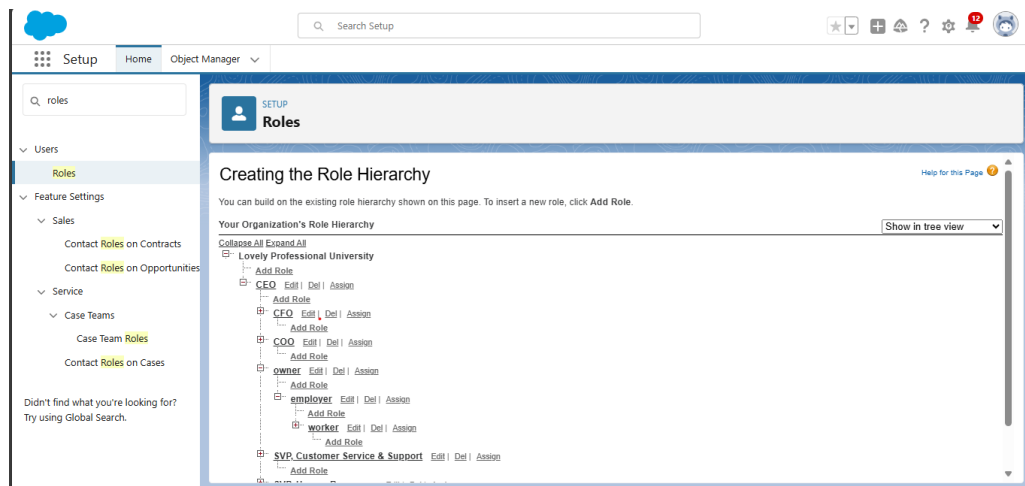 Search Setup
12
Setup
Home
Object Manager
roles
Users
Roles
Feature Settings
Sales
Contact Roles on Contracts
Contact Roles on Opportunities
Service
Case Teams
Case Team Roles
Contact Roles on Cases
Didn't find what you're looking for?
Try using Global Search.
SETUP
Roles
Creating the Role Hierarchy
Help for this Page ?
You can build on the existing role hierarchy shown on this page. To insert a new role, click Add Role.
Your Organization's Role Hierarchy
Show in tree view
Collapse All Expand All
Lovely Professional University
Add Role
CEO Edit | Del | Assign
Add Role
CFO Edit | Del | Assign
Add Role
COO Edit | Del | Assign
Add Role
owner Edit | Del | Assign
Add Role
employer Edit | Del | Assign
Add Role
worker Edit | Del | Assign
Add Role
SVP, Customer Service & Support Edit | Del | Assign
Add Role